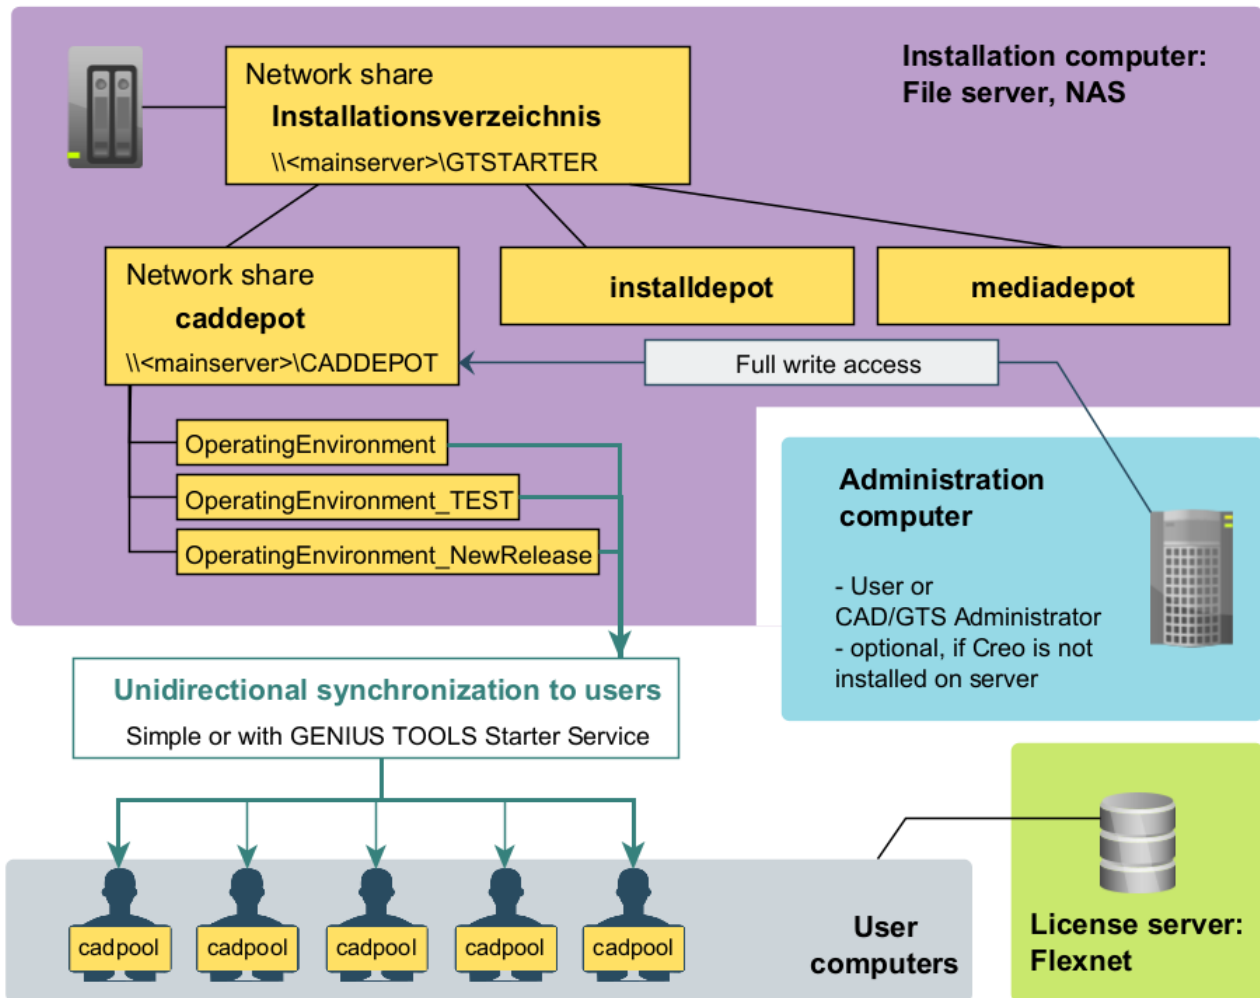 Network share
Installationsverzeichnis
\\<mainserver>\GTSTARTER
Installation computer:
File server, NAS
Network share
caddepot
\\<mainserver>\CADDEPOT
installdepot
mediadepot
Full write access
OperatingEnvironment
OperatingEnvironment_TEST
OperatingEnvironment_NewRelease
Administration
computer
- User or
CAD/GTS Administrator
- optional, if Creo is not
installed on server
Unidirectional synchronization to users
Simple or with GENIUS TOOLS Starter Service
cadpool
cadpool
cadpool
cadpool
cadpool
User
computers
License server:
Flexnet